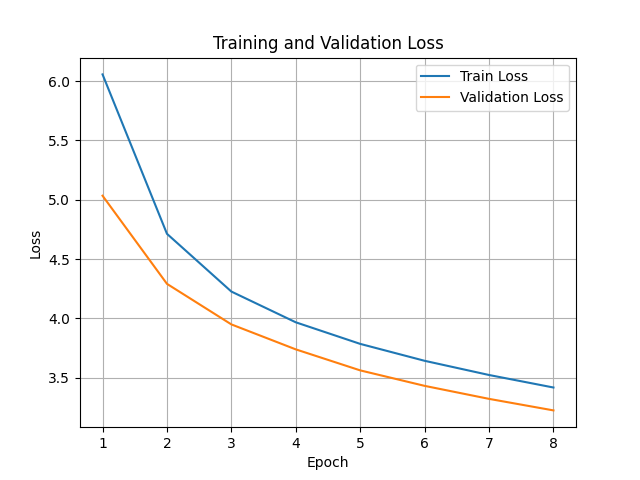 Training and Validation Loss
Train Loss
Validation Loss
6.0
5.5
5.0
4.5
4.0
3.5
Loss
1 2 3 4 5 6 7 8
Epoch